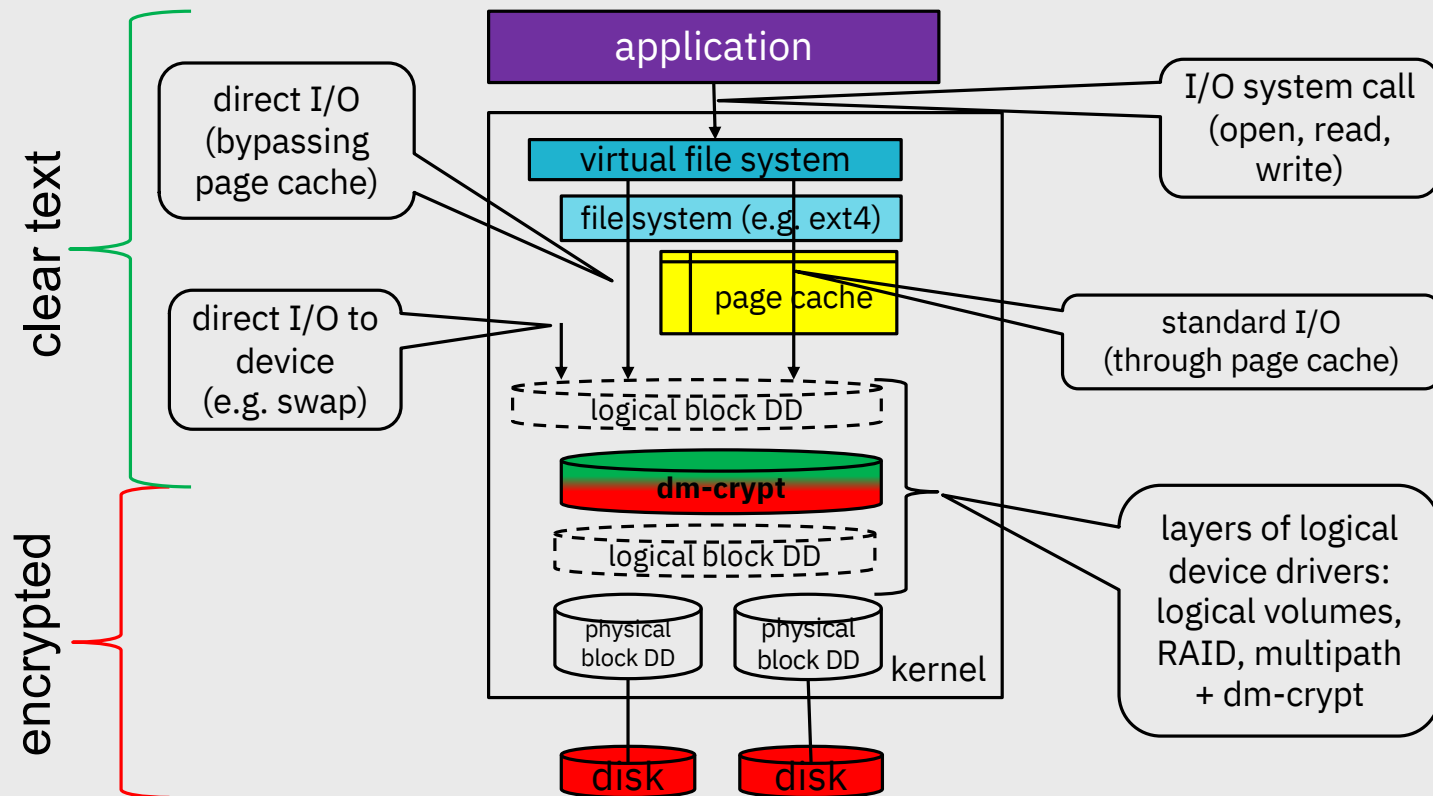 application
direct I/O
(bypassing
page cache)
I/O system call
(open, read,
write)
clear text
virtual file system
file system (e.g. ext4)
page cache
direct I/O to
device
(e.g. swap)
standard I/O
(through page cache)
logical block DD
dm-crypt
logical block DD
encrypted
layers of logical
device drivers:
logical volumes,
RAID, multipath
+ dm-crypt
physical
block DD
physical
block DD
kernel
disk
disk